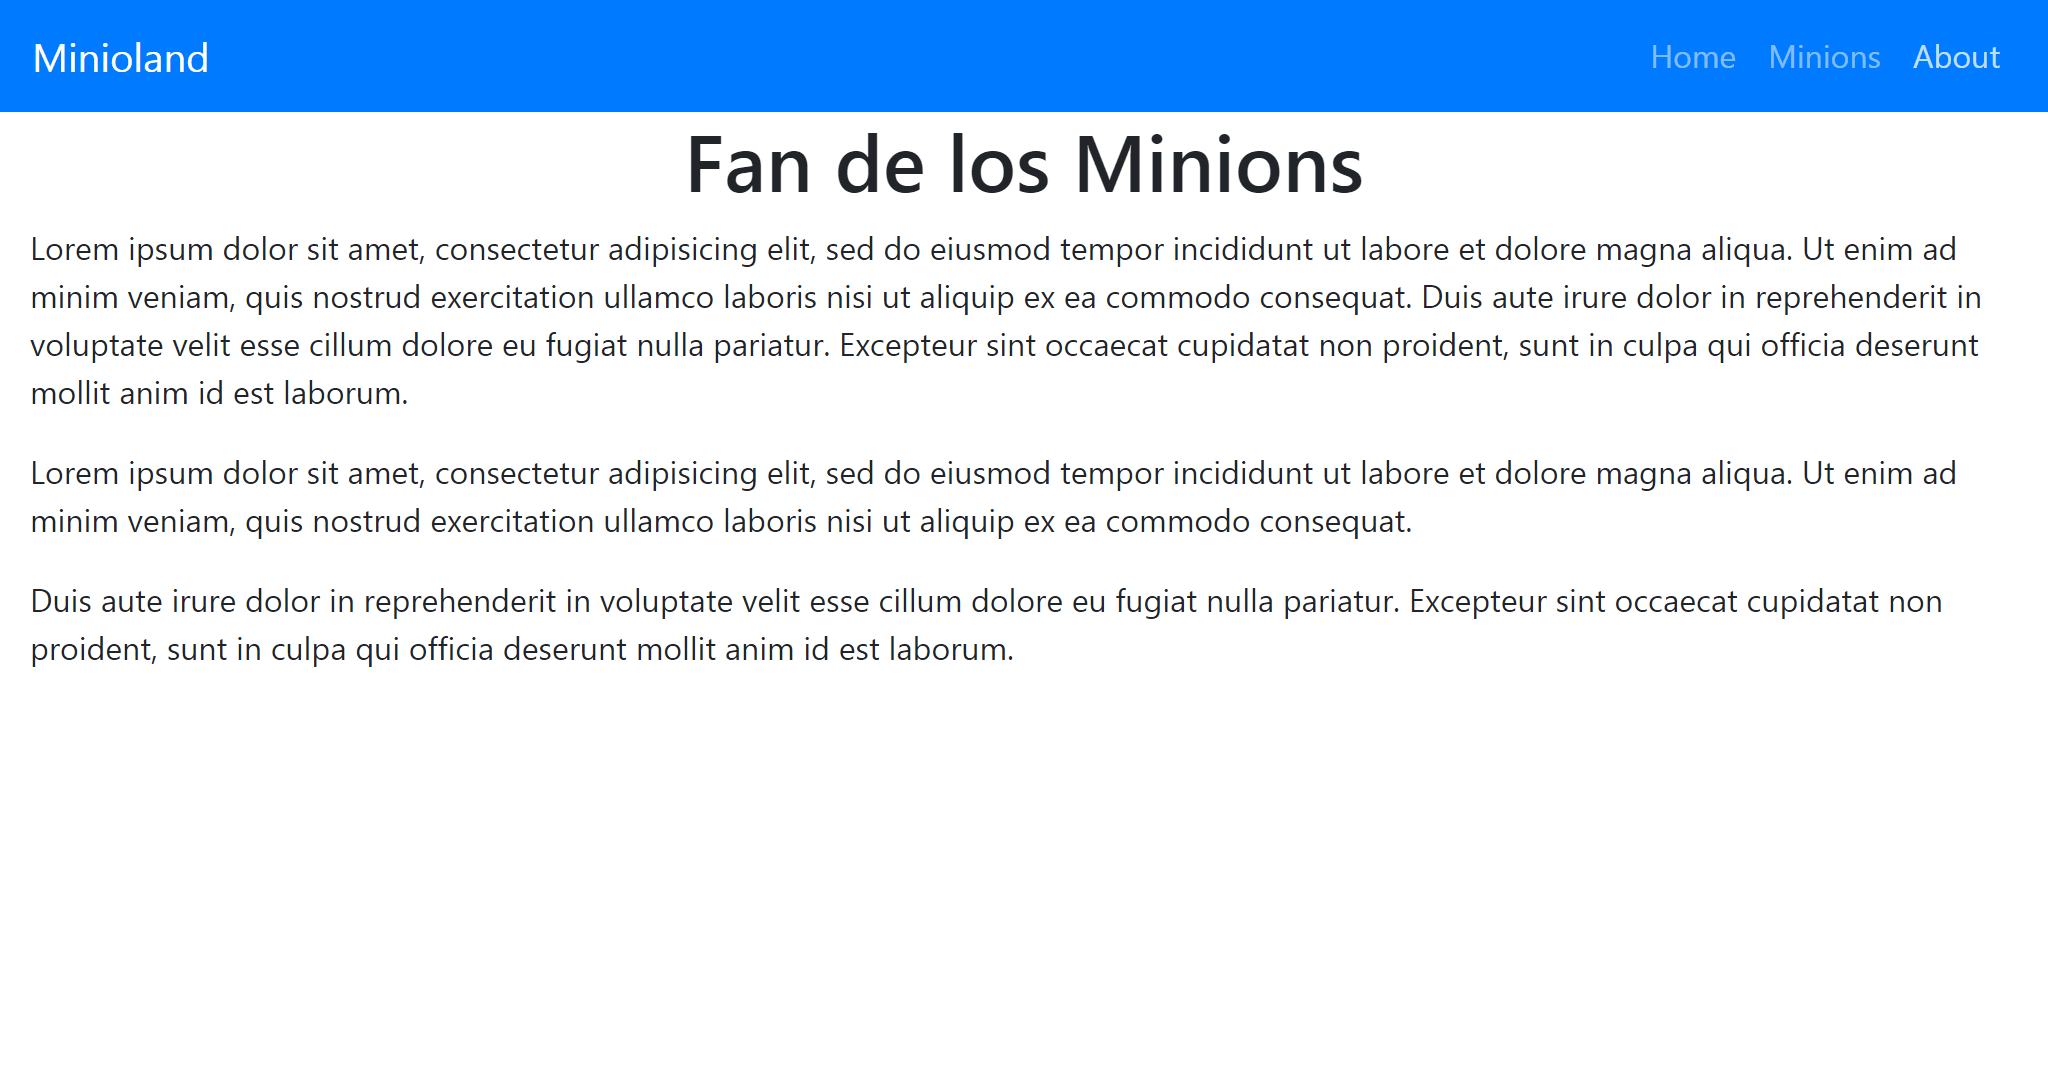 Minioland
Home Minions About
Fan de los Minions
Lorem ipsum dolor sit amet, consectetur adipisicing elit, sed do eiusmod tempor incididunt ut labore et dolore magna aliqua. Ut enim ad
minim veniam, quis nostrud exercitation ullamco laboris nisi ut aliquip ex ea commodo consequat. Duis aute irure dolor in reprehenderit in
voluptate velit esse cillum dolore eu fugiat nulla pariatur. Excepteur sint occaecat cupidatat non proident, sunt in culpa qui officia deserunt
mollit anim id est laborum.
Lorem ipsum dolor sit amet, consectetur adipisicing elit, sed do eiusmod tempor incididunt ut labore et dolore magna aliqua. Ut enim ad
minim veniam, quis nostrud exercitation ullamco laboris nisi ut aliquip ex ea commodo consequat.
Duis aute irure dolor in reprehenderit in voluptate velit esse cillum dolore eu fugiat nulla pariatur. Excepteur sint occaecat cupidatat non
proident, sunt in culpa qui officia deserunt mollit anim id est laborum.